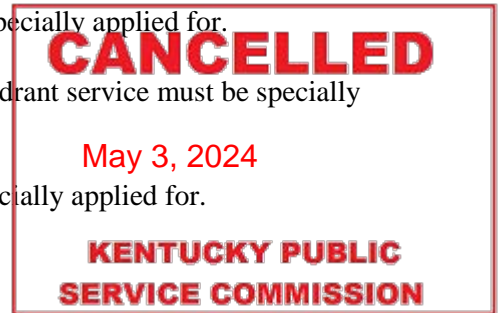 pecially applied for.
CANCELLED
drant service must be specially
May 3, 2024
cially applied for.
KENTUCKY PUBLIC
SERVICE COMMISSION